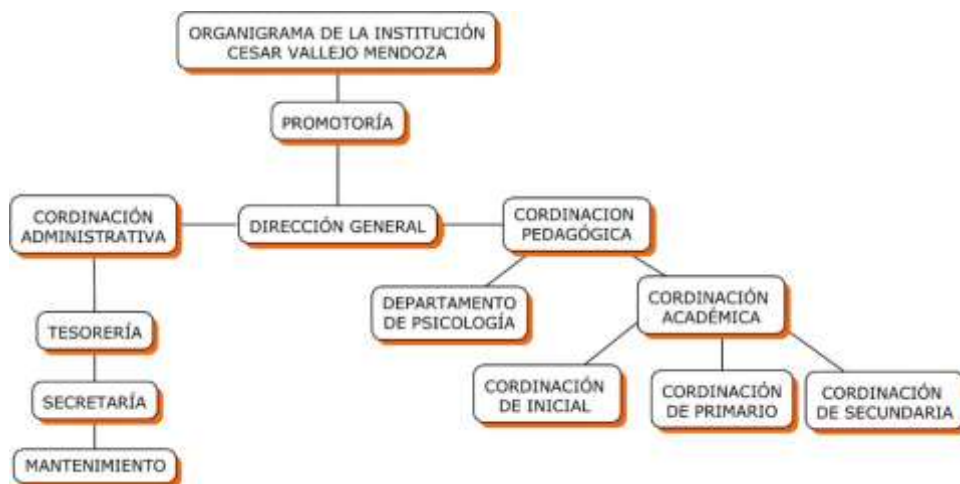 ORGANIGRAMA DE LA INSTITUCIÓN
CESAR VALLEJO MENDOZA
PROMOTORÍA
CORDINACIÓN
ADMINISTRATIVA
DIRECCIÓN GENERAL
CORDINACION
PEDAGÓGICA
DEPARTAMENTO
DE PSICOLOGÍA
CORDINACIÓN
ACADÉMICA
TESORERÍA
SECRETARÍA
MANTENIMIENTO
CORDINACIÓN
DE INICIAL
CORDINACIÓN
DE PRIMARIO
CORDINACIÓN
DE SECUNDARIA